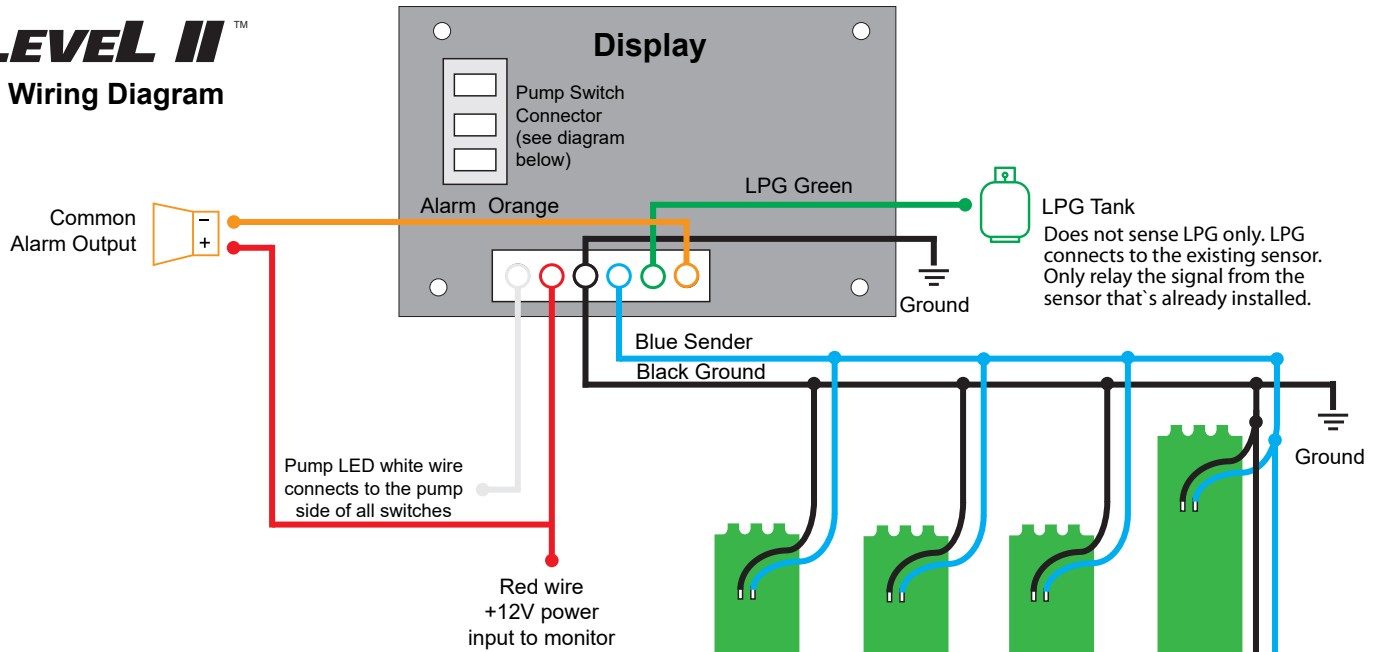 LEVEL II ™
Wiring Diagram
Display
Pump Switch
Connector
(see diagram
below)
LPG Green
Alarm Orange
Common
Alarm Output
–
+
LPG Tank
Does not sense LPG only. LPG
connects to the existing sensor.
Only relay the signal from the
sensor that`s already installed.
Ground
Blue Sender
Black Ground
Ground
Pump LED white wire
connects to the pump
side of all switches
Red wire
+12V power
input to monitor